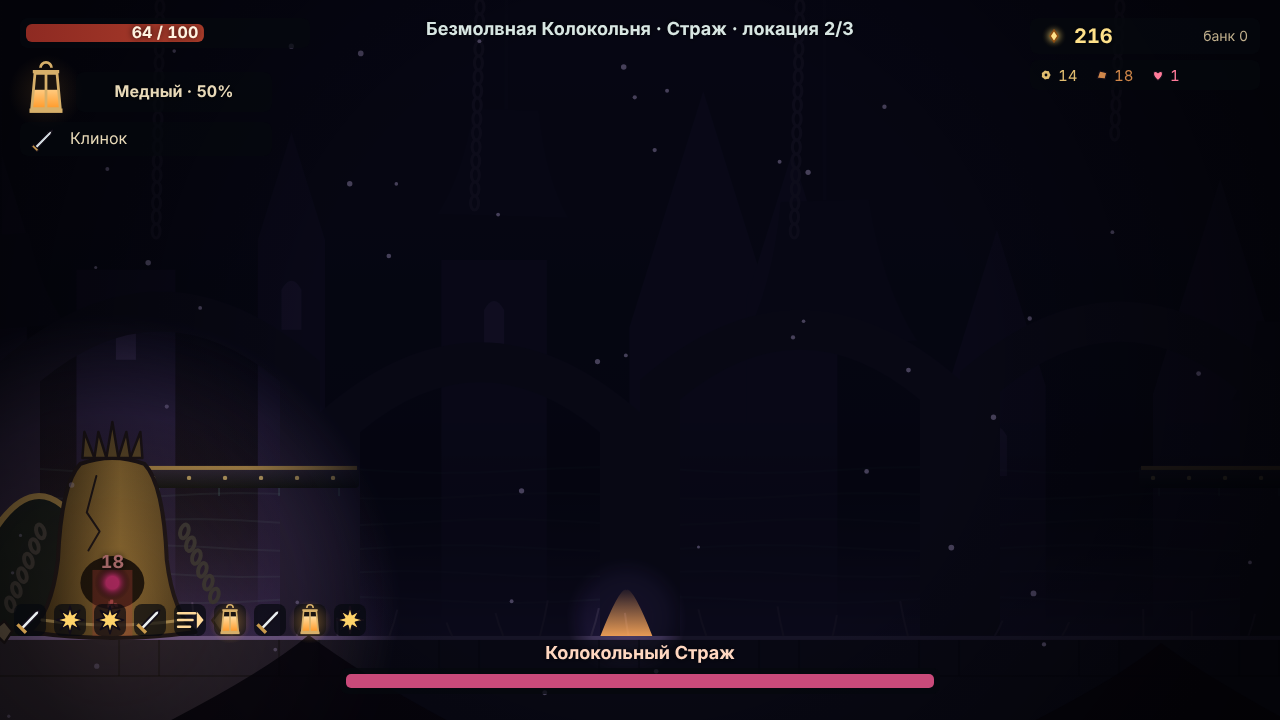 64 / 100
Безмолвная Колокольня · Страж · локация 2/3
216
банк 0
14
18
1
Медный · 50%
Клинок
18
Колокольный Страж